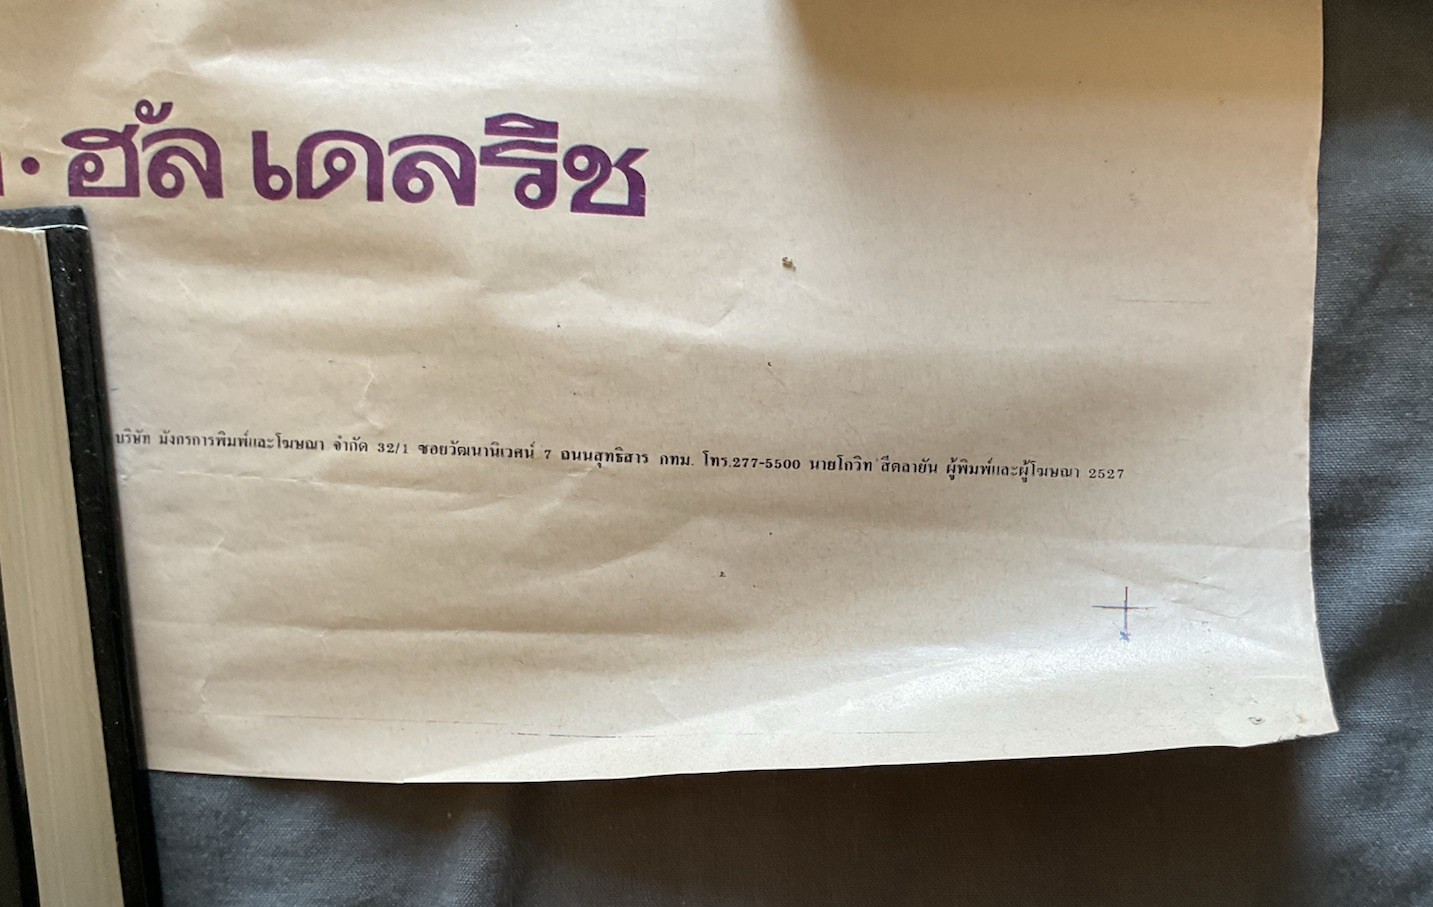 · ฮัล เดลริช
บริษัท มังกรการพิมพ์และโฆษณา จำกัด 32/1 ซอยวัฒนานิเวศน์ 7 ถนนสุทธิสาร กทม. โทร.277-5500 นายโกวิท สีตลายัน ผู้พิมพ์และผู้โฆษณา 2527